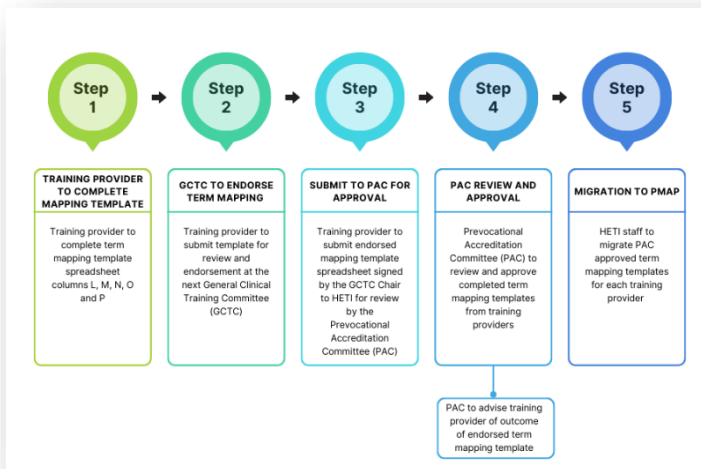 Step
1
Step
2
Step
3
Step
4
Step
5
TRAINING PROVIDER
TO COMPLETE
MAPPING TEMPLATE
Training provider to
complete term
mapping template
spreadsheet
columns L, M, N, O
and P
GCTC TO ENDORSE
TERM MAPPING
Training provider to
submit template for
review and
endorsement at the
next General Clinical
Training Committee
(GCTC)
SUBMIT TO PAC FOR
APPROVAL
Training provider to
submit endorsed
mapping template
spreadsheet signed
by the GCTC Chair
to HETI for review
by the
Prevocational
Accreditation
Committee (PAC)
PAC REVIEW AND
APPROVAL
Prevocational
Accreditation
Committee (PAC) to
review and approve
completed term
mapping templates
from training
providers
PAC to advise training
provider of outcome
of endorsed term
mapping template
MIGRATION TO PMAP
HETI staff to
migrate PAC
approved term
mapping templates
for each training
provider